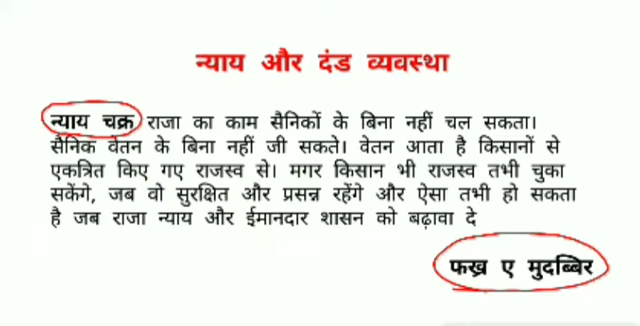 न्याय और दंड व्यवस्था
न्याय चक्र राजा का काम सैनिकों के बिना नहीं चल सकता।
सैनिक वेतन के बिना नहीं जी सकते। वेतन आता है किसानों से
एकत्रित किए गए राजस्व से। मगर किसान भी राजस्व तभी चुका
सकेंगे, जब वो सुरक्षित और प्रसन्न रहेंगे और ऐसा तभी हो सकता
है जब राजा न्याय और ईमानदार शासन को बढ़ावा दे
फख्र ए मुदब्बिर